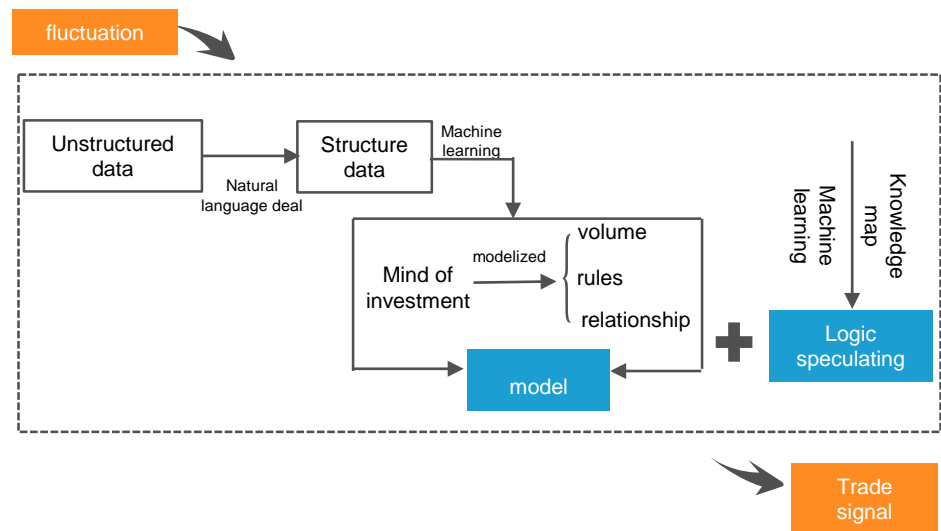 fluctuation
Unstructured
data
Natural
language deal
Structure
data
Machine
learning
Mind of
investment
modelized
volume
rules
relationship
model
Machine
learning
Knowledge
map
Logic
speculating
Trade
signal